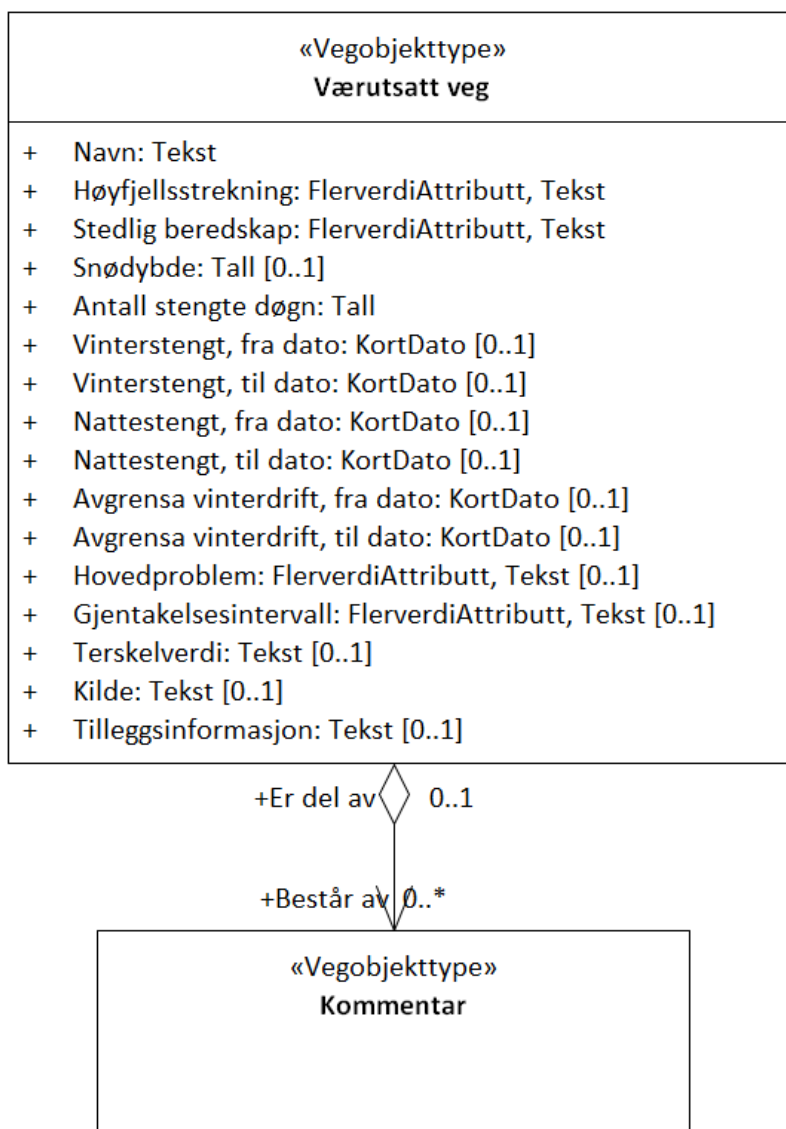 «Vegobjekttype»
Værutsatt veg
+ Navn: Tekst
+ Høyfjellsstrekning: FlerverdiAttributt, Tekst
+ Stedlig beredskap: FlerverdiAttributt, Tekst
+ Snødybde: Tall [0..1]
+ Antall stengte døgn: Tall
+ Vinterstengt, fra dato: KortDato [0..1]
+ Vinterstengt, til dato: KortDato [0..1]
+ Nattestengt, fra dato: KortDato [0..1]
+ Nattestengt, til dato: KortDato [0..1]
+ Avgrensa vinterdrift, fra dato: KortDato [0..1]
+ Avgrensa vinterdrift, til dato: KortDato [0..1]
+ Hovedproblem: FlerverdiAttributt, Tekst [0..1]
+ Gjentakelsesintervall: FlerverdiAttributt, Tekst [0..1]
+ Terskelverdi: Tekst [0..1]
+ Kilde: Tekst [0..1]
+ Tilleggsinformasjon: Tekst [0..1]
+Er del av 0..1
+Består av 0..*
«Vegobjekttype»
Kommentar